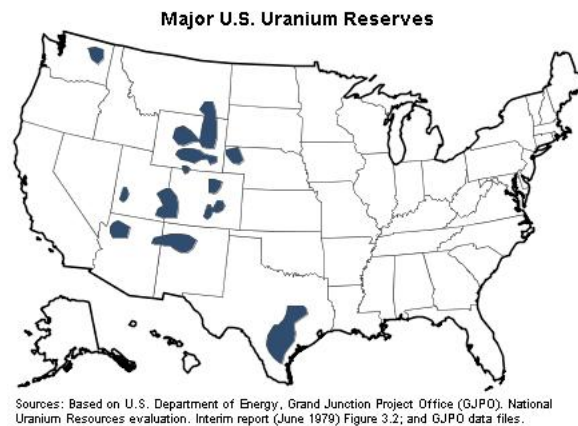 Major U.S. Uranium Reserves
Sources: Based on U.S. Department of Energy, Grand Junction Project Office (GJPO). National
Uranium Resources evaluation. Interim report (June 1979) Figure 3.2; and GJPO data files.